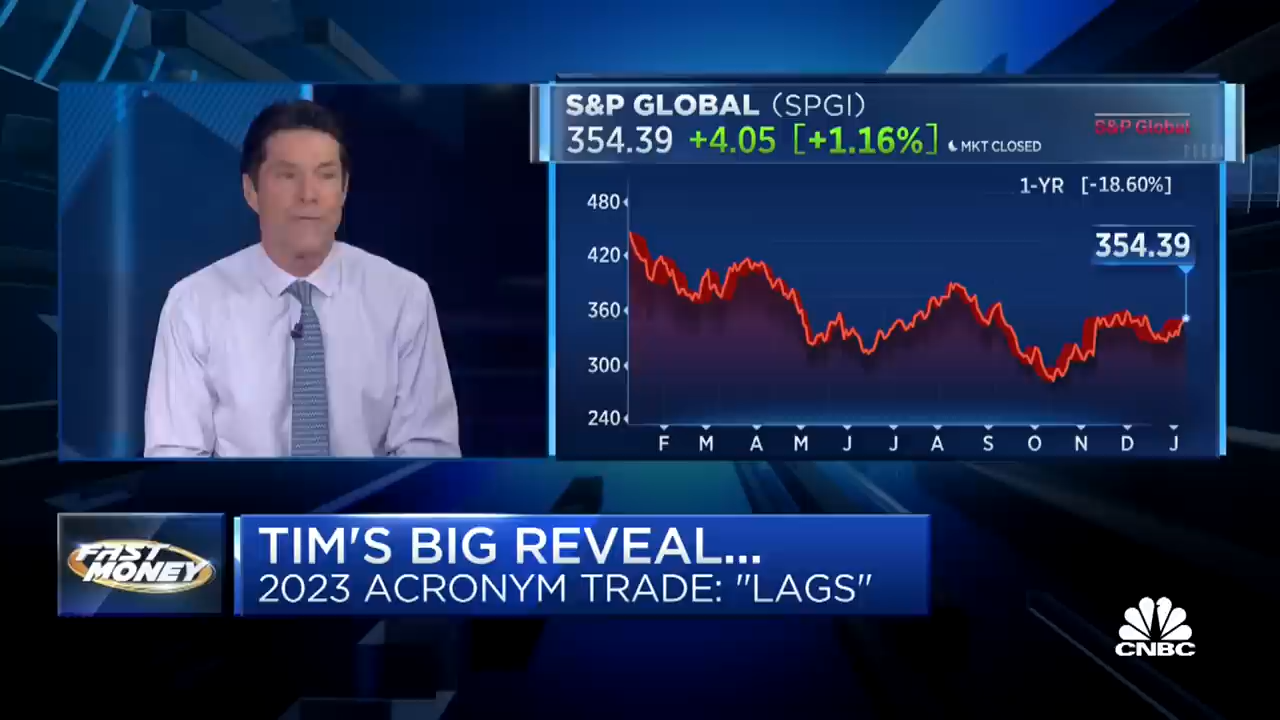 S&P GLOBAL (SPGI)
354.39 +4.05 [+1.16%] MKT CLOSED
S&P Global
1-YR [-18.60%]
354.39
480
420
360
300
240
F M A M J J A S O N D J
FAST
MONEY
TIM'S BIG REVEAL...
2023 ACRONYM TRADE: "LAGS"
CNBC